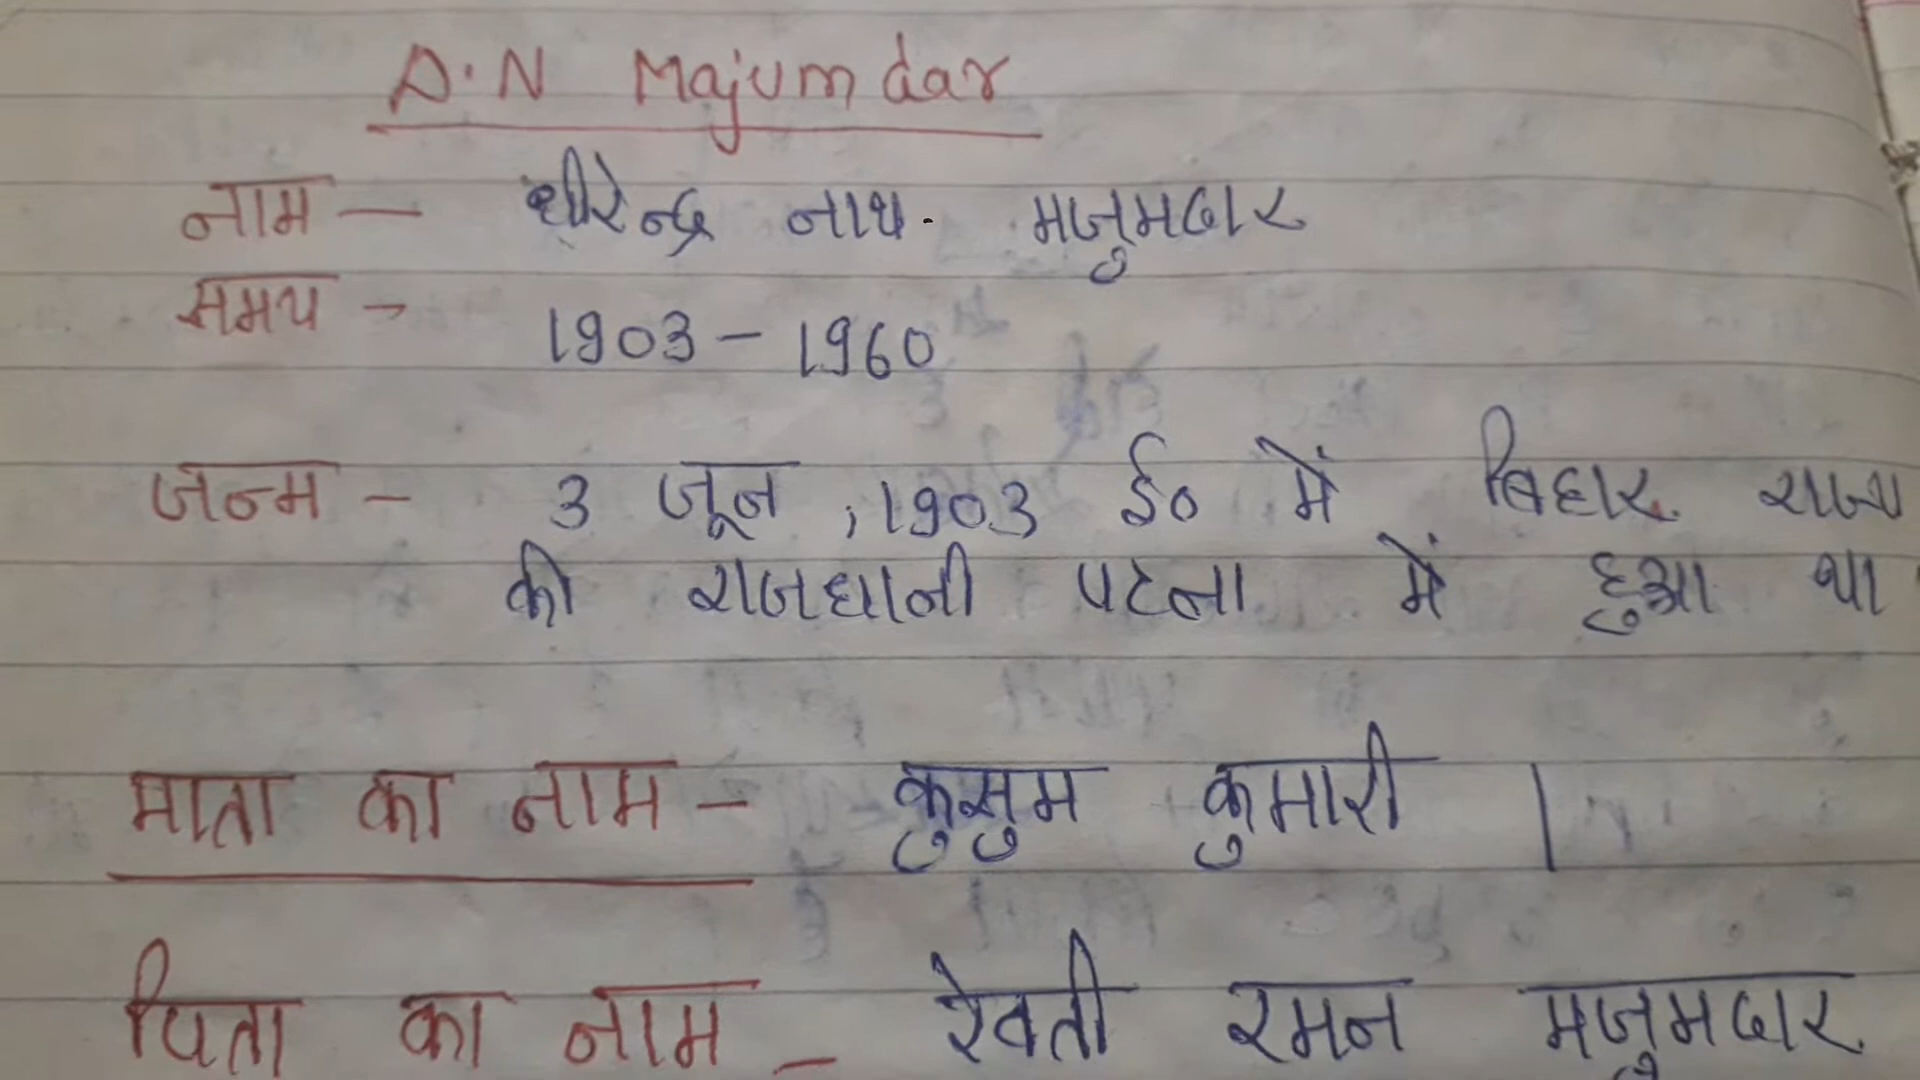 D.N Majumdar
नाम — धीरेन्द्र नाथ. मजुमदार
समय - 1903 - 1960
जन्म - 3 जून, 1903 ई० में बिहार राज्य
की राजधानी पटना में हुआ था
माता का नाम - कुसुम कुमारी ।
पिता का नाम - रेवती रमन मजुमदार